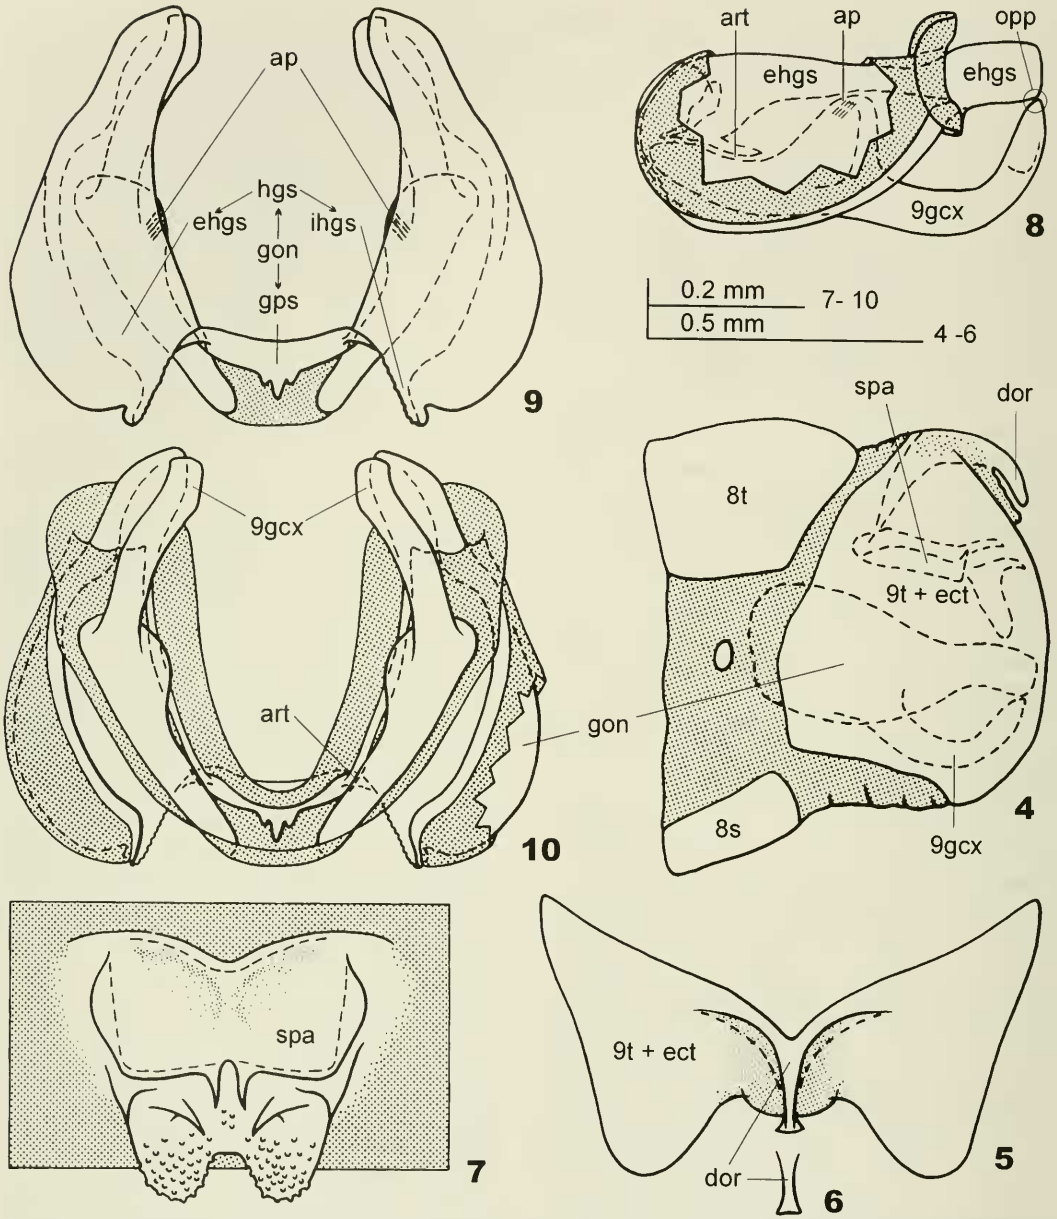 ap
hgs
ehgs ihgs
gon
gps
9
art ap opp
ehgs ehgs
9gcx
8
0.2 mm 7- 10
0.5 mm 4 -6
9gcx
art
gon
10
spa dor
8t
9t + ect
8s
9gcx
4
spa
7
9t + ect
5
dor
6